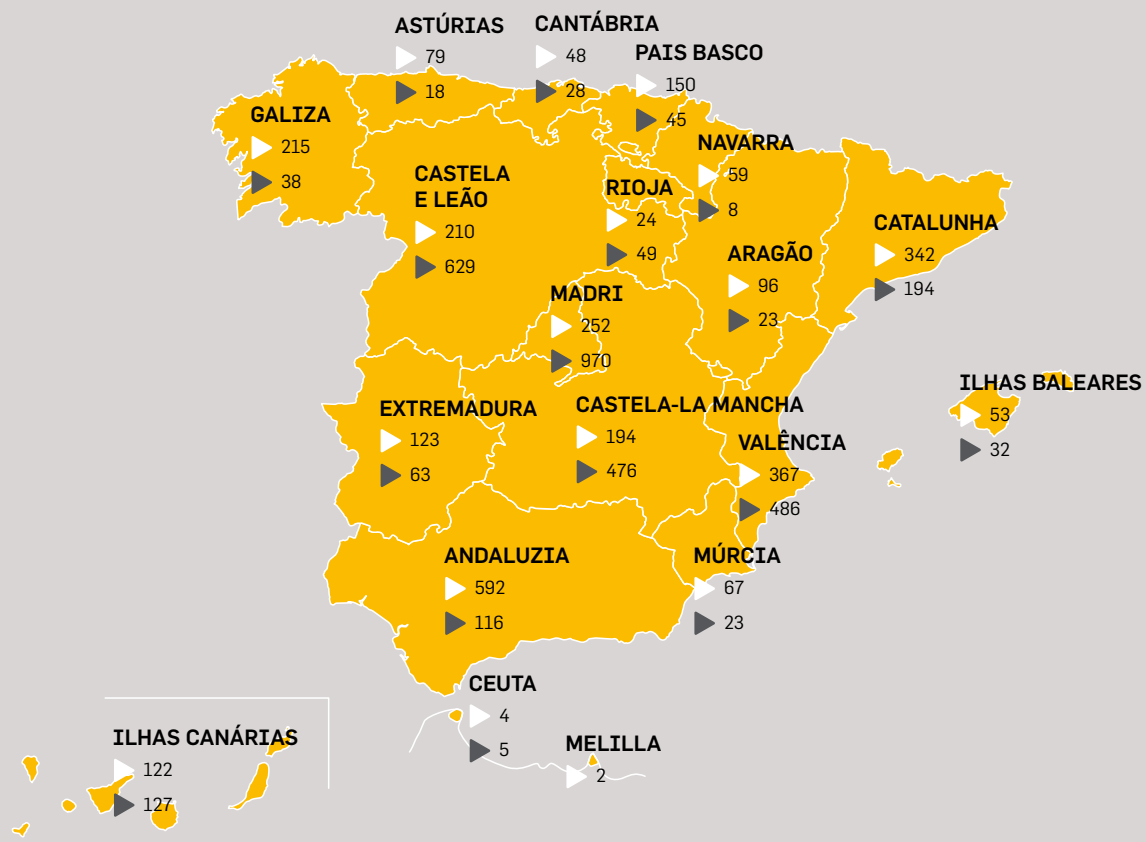 ASTÚRIAS
79
18
CANTÁBRIA
48
28
PAIS BASCO
150
45
GALIZA
215
38
NAVARRA
59
8
CASTELA
E LEÃO
210
629
RIOJA
24
49
CATALUNHA
342
194
ARAGÃO
96
23
MADRI
252
970
ILHAS BALEARES
53
32
EXTREMADURA
123
63
CASTELA-LA MANCHA
194
476
VALÊNCIA
367
486
ANDALUZIA
592
116
MÚRCIA
67
23
CEUTA
4
5
MELILLA
2
ILHAS CANÁRIAS
122
127